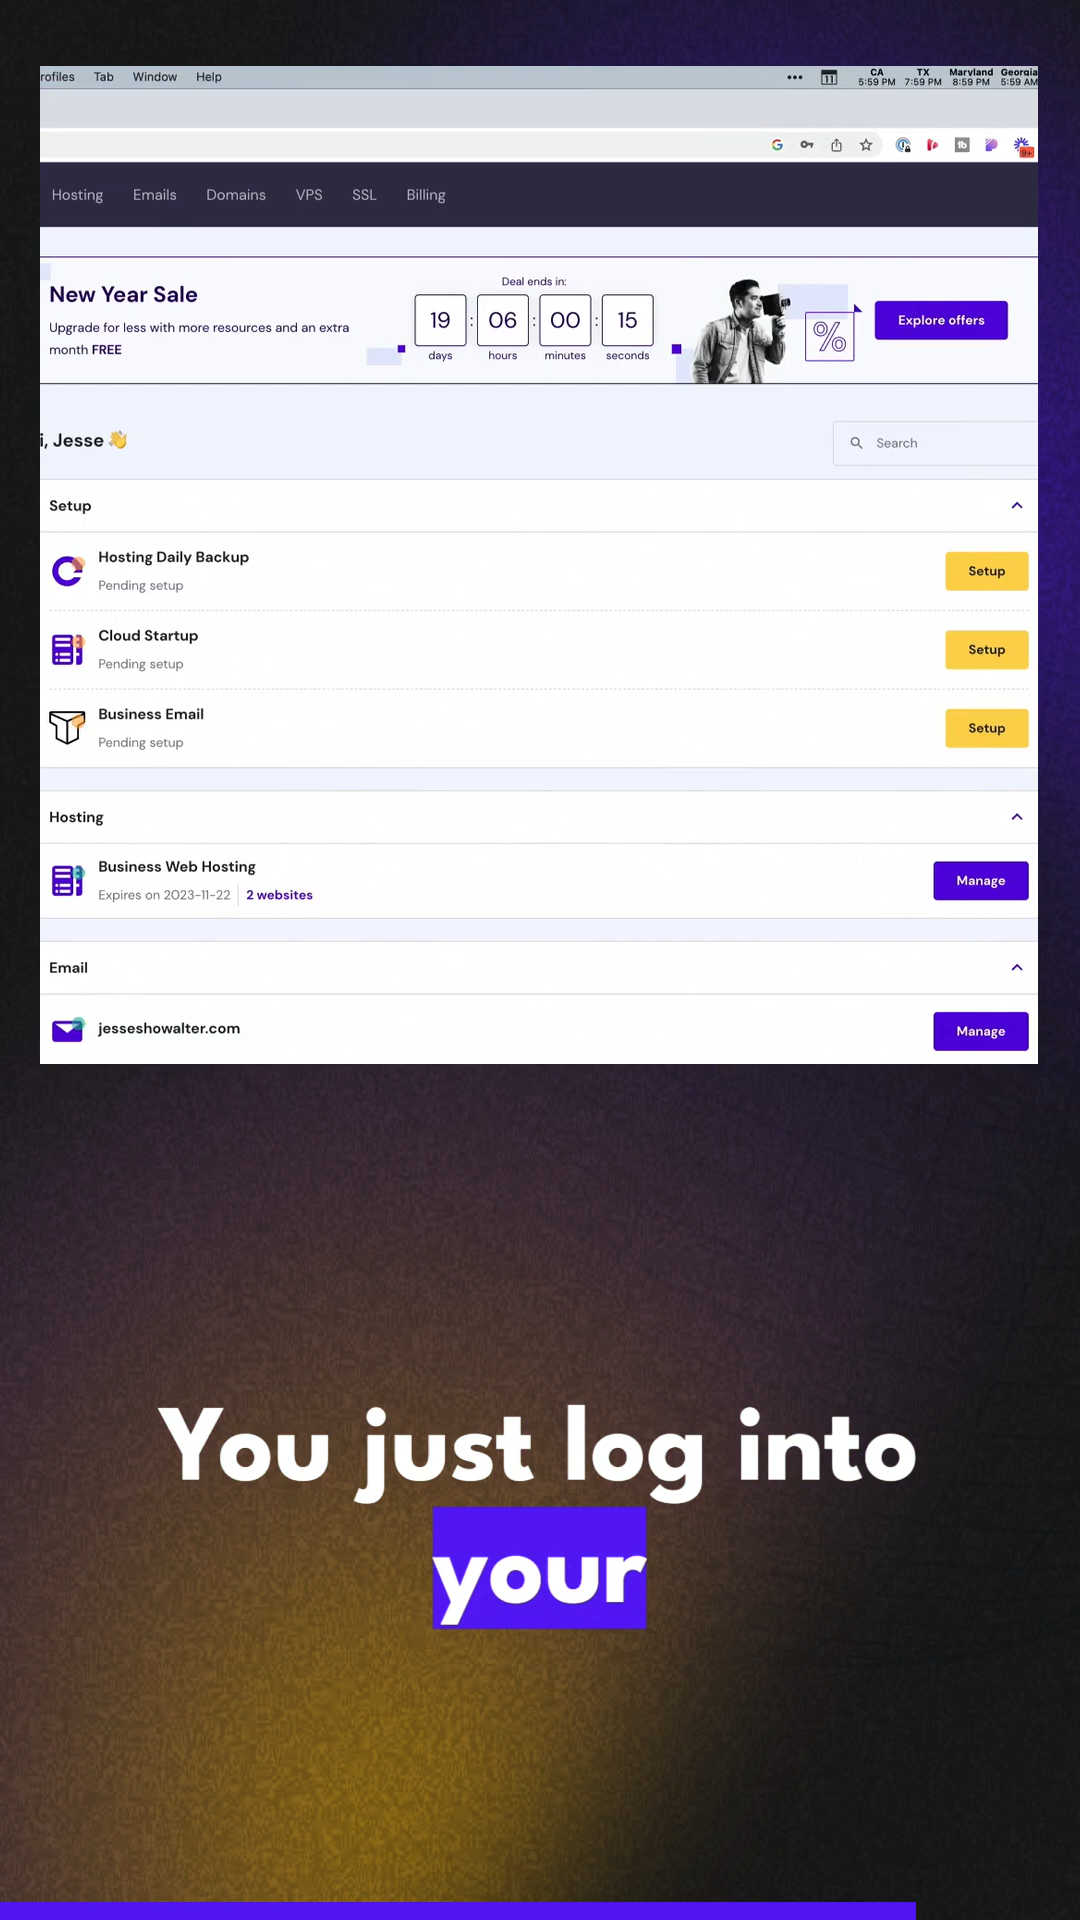 rofiles Tab Window Help
11
CA TX Maryland Georgia
5:59 PM 7:59 PM 8:59 PM 5:59 AM
G
tb
9+
Hosting Emails Domains VPS SSL Billing
New Year Sale
Upgrade for less with more resources and an extra
month FREE
Deal ends in:
19 : 06 : 00 : 15
days hours minutes seconds
%
Explore offers
i, Jesse 👋
Search
Setup
Hosting Daily Backup
Pending setup
Setup
Cloud Startup
Pending setup
Setup
Business Email
Pending setup
Setup
Hosting
Business Web Hosting
Expires on 2023-11-22 2 websites
Manage
Email
jesseshowalter.com
Manage
You just log into
your